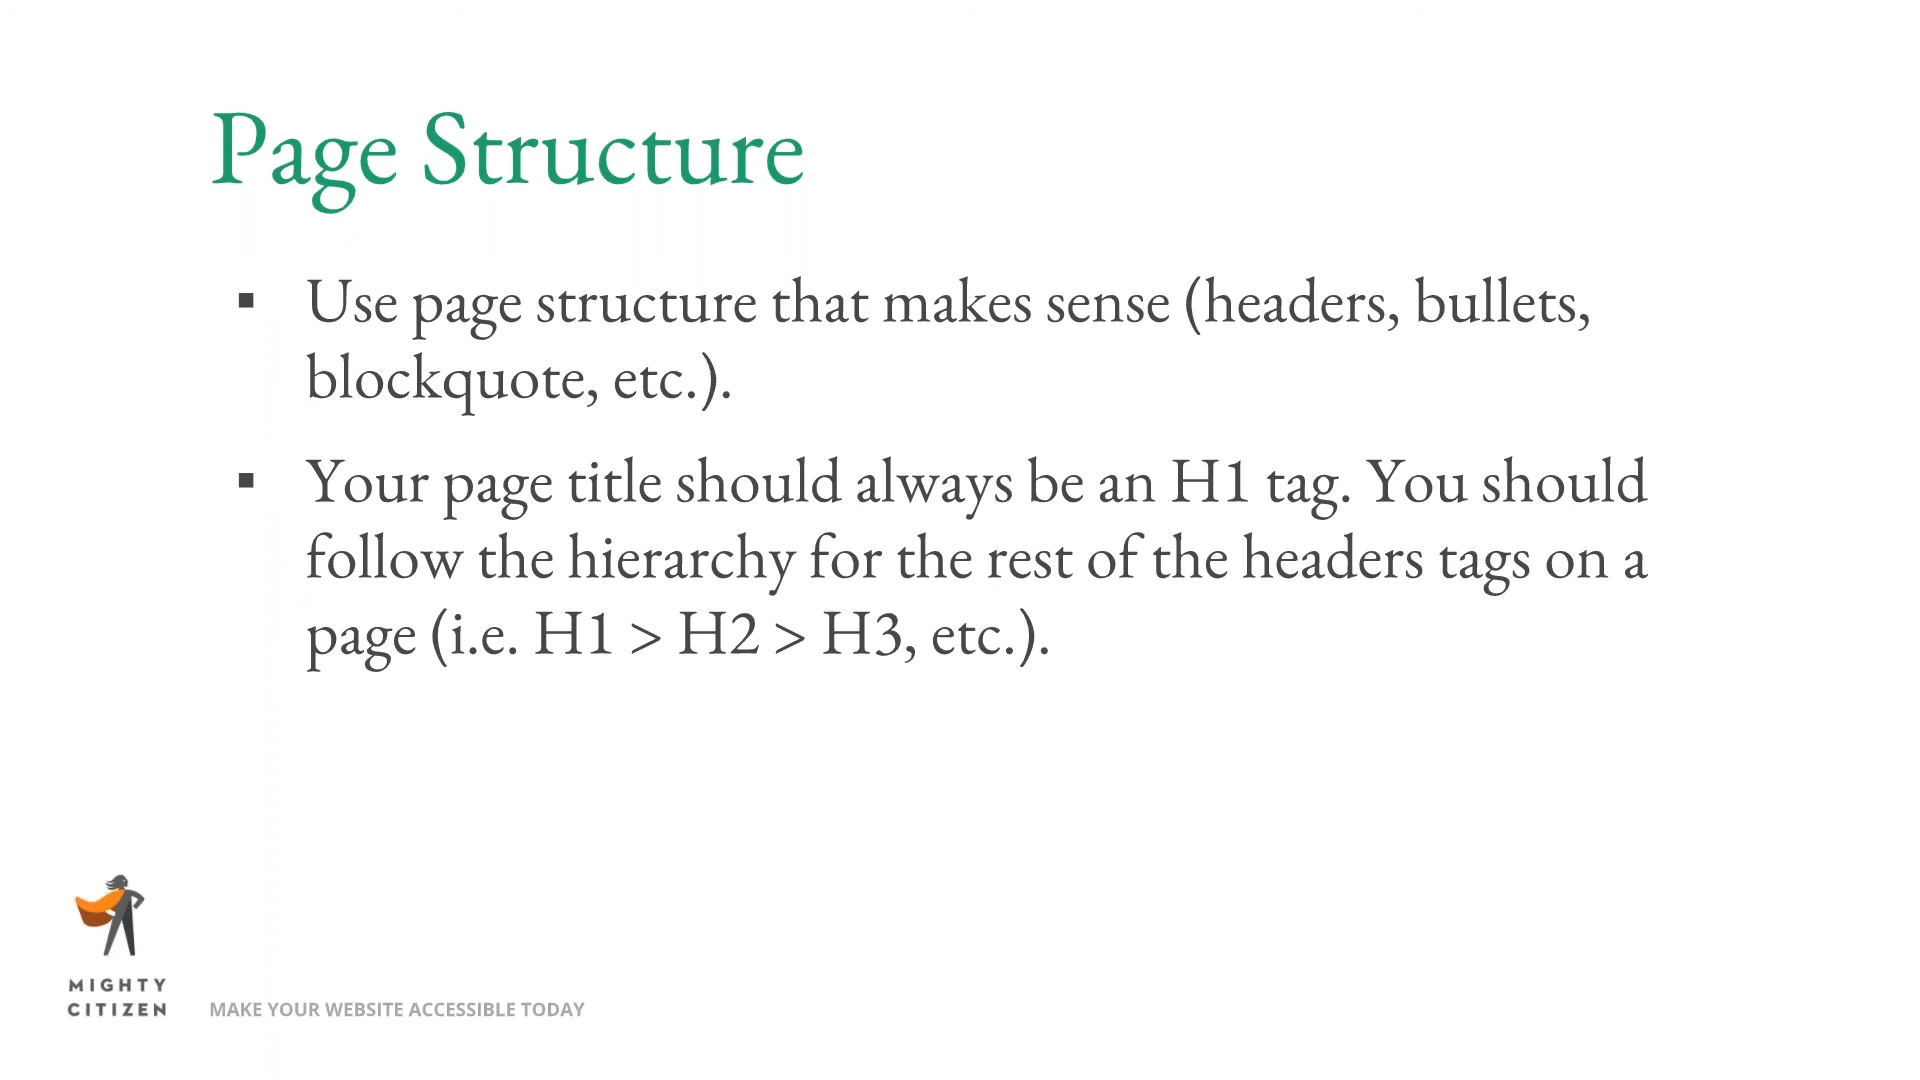 Page Structure
▪ Use page structure that makes sense (headers, bullets,
blockquote, etc.).
▪ Your page title should always be an H1 tag. You should
follow the hierarchy for the rest of the headers tags on a
page (i.e. H1 > H2 > H3, etc.).
MIGHTY
CITIZEN
MAKE YOUR WEBSITE ACCESSIBLE TODAY